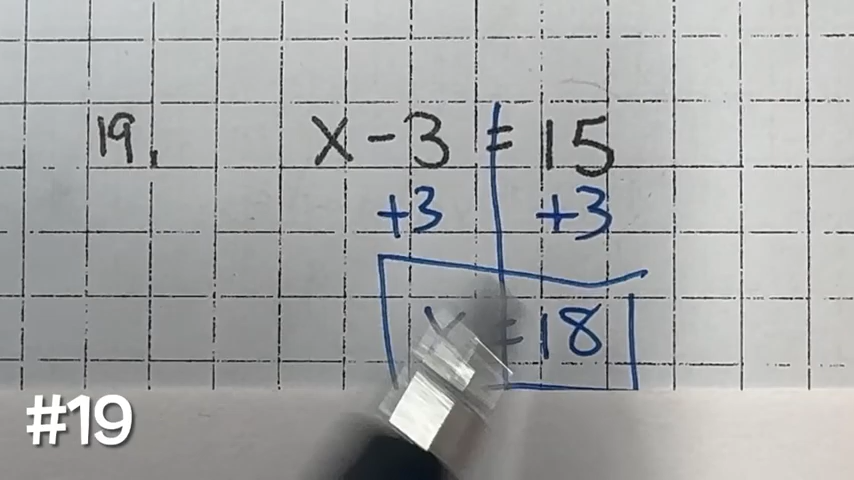 19. x - 3 = 15
+3 +3
x = 18
#19